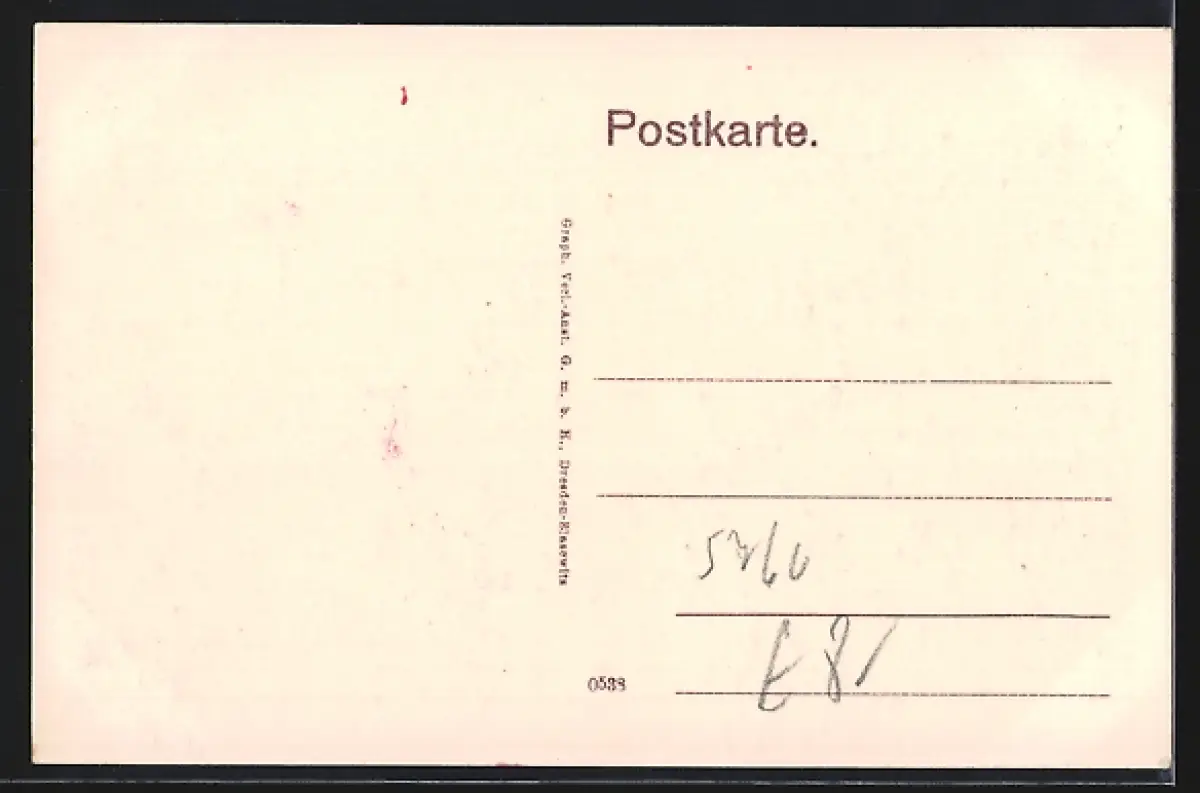 Postkarte.
Graph. Verl.-Anst. G. m. b. H., Dresden-Blasewitz
0538